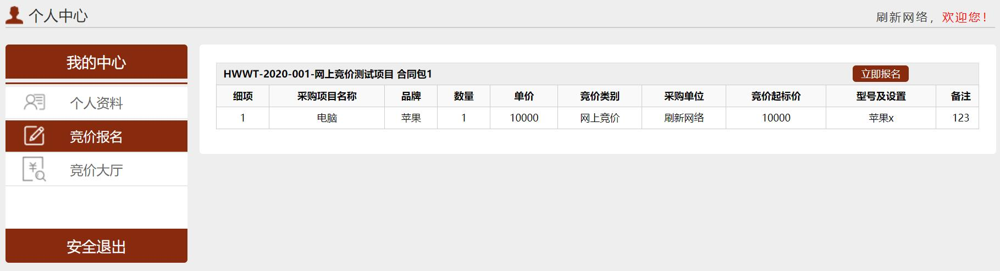 个人中心
刷新网络，欢迎您！
我的中心
个人资料
竞价报名
竞价大厅
安全退出
HWWT-2020-001-网上竞价测试项目 合同包1 立即报名
细项 采购项目名称 品牌 数量 单价 竞价类别 采购单位 竞价起标价 型号及设置 备注
1 电脑 苹果 1 10000 网上竞价 刷新网络 10000 苹果x 123